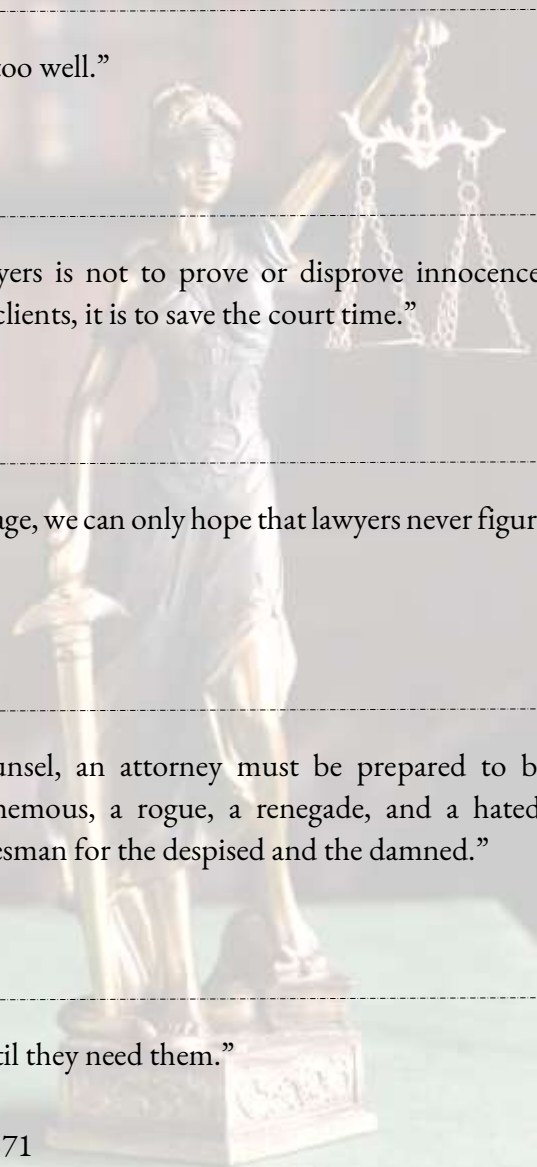 too well.”
yers is not to prove or disprove innocence
clients, it is to save the court time.”
age, we can only hope that lawyers never figur
unsel, an attorney must be prepared to b
nemous, a rogue, a renegade, and a hated
esman for the despised and the damned.”
til they need them.”
71